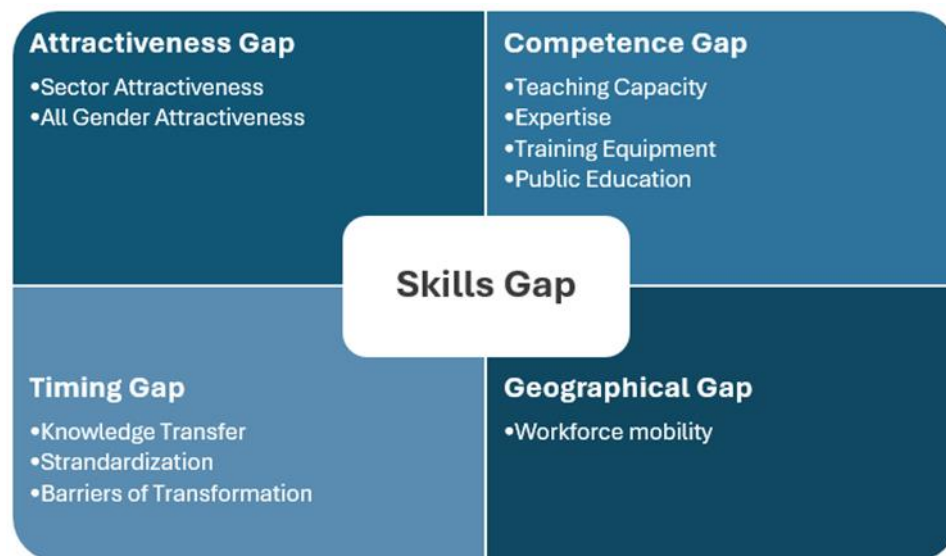 Attractiveness Gap
•Sector Attractiveness
•All Gender Attractiveness
Competence Gap
•Teaching Capacity
•Expertise
•Training Equipment
•Public Education
Skills Gap
Timing Gap
•Knowledge Transfer
•Strandardization
•Barriers of Transformation
Geographical Gap
•Workforce mobility